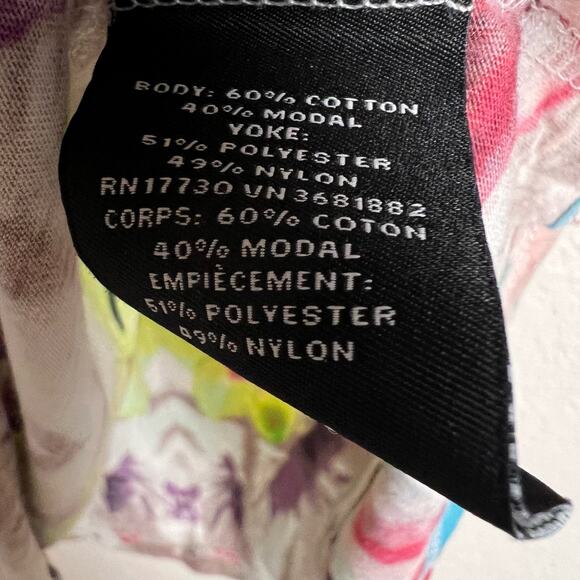 BODY: 60% COTTON
40% MODAL
YOKE:
51% POLYESTER
49% NYLON
RN17730 VN 3681882
CORPS: 60% COTON
40% MODAL
EMPIÈCEMENT:
51% POLYESTER
49% NYLON